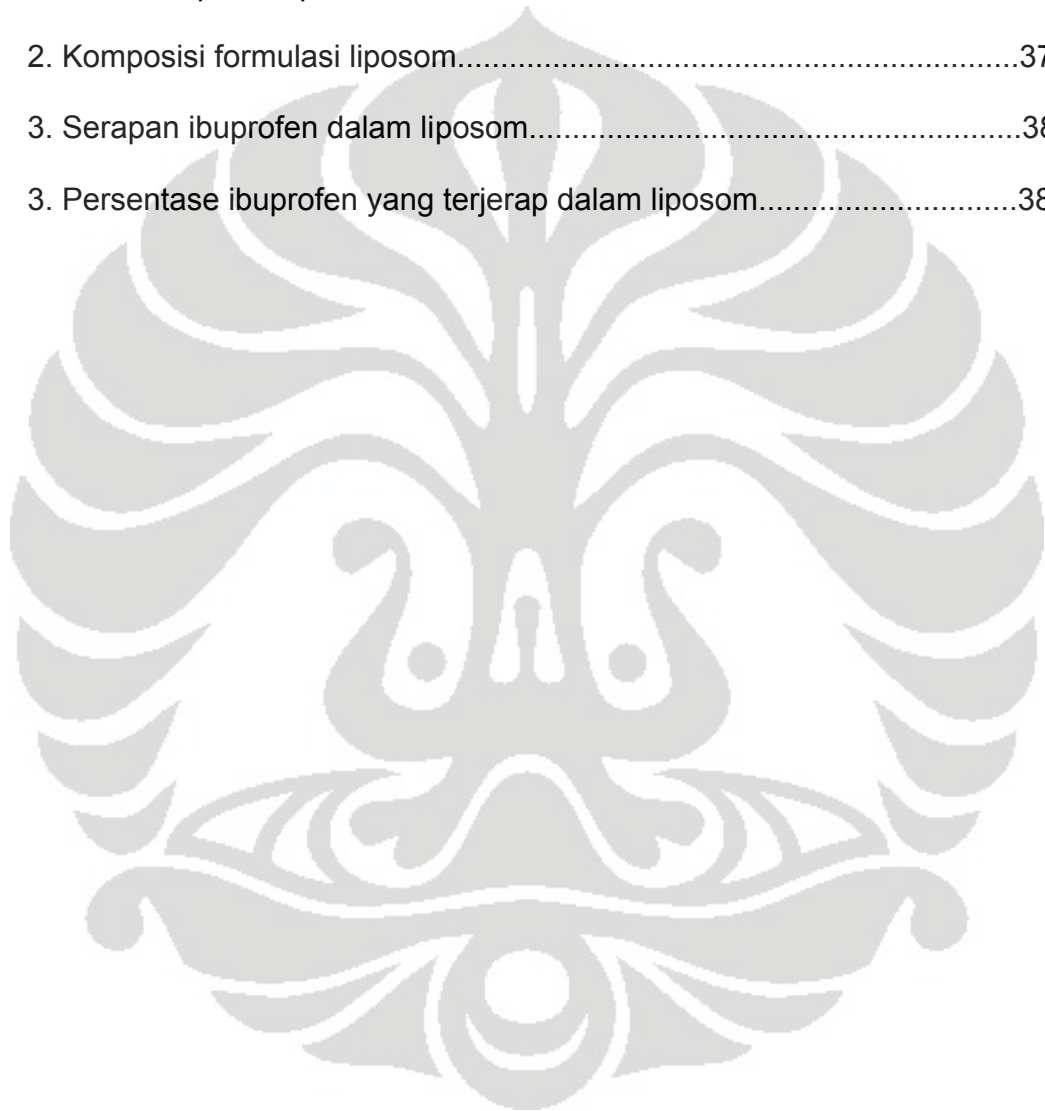 2. Komposisi formulasi liposom..........................................................................37
3. Serapan ibuprofen dalam liposom.................................................................38
3. Persentase ibuprofen yang terjerap dalam liposom..............................38